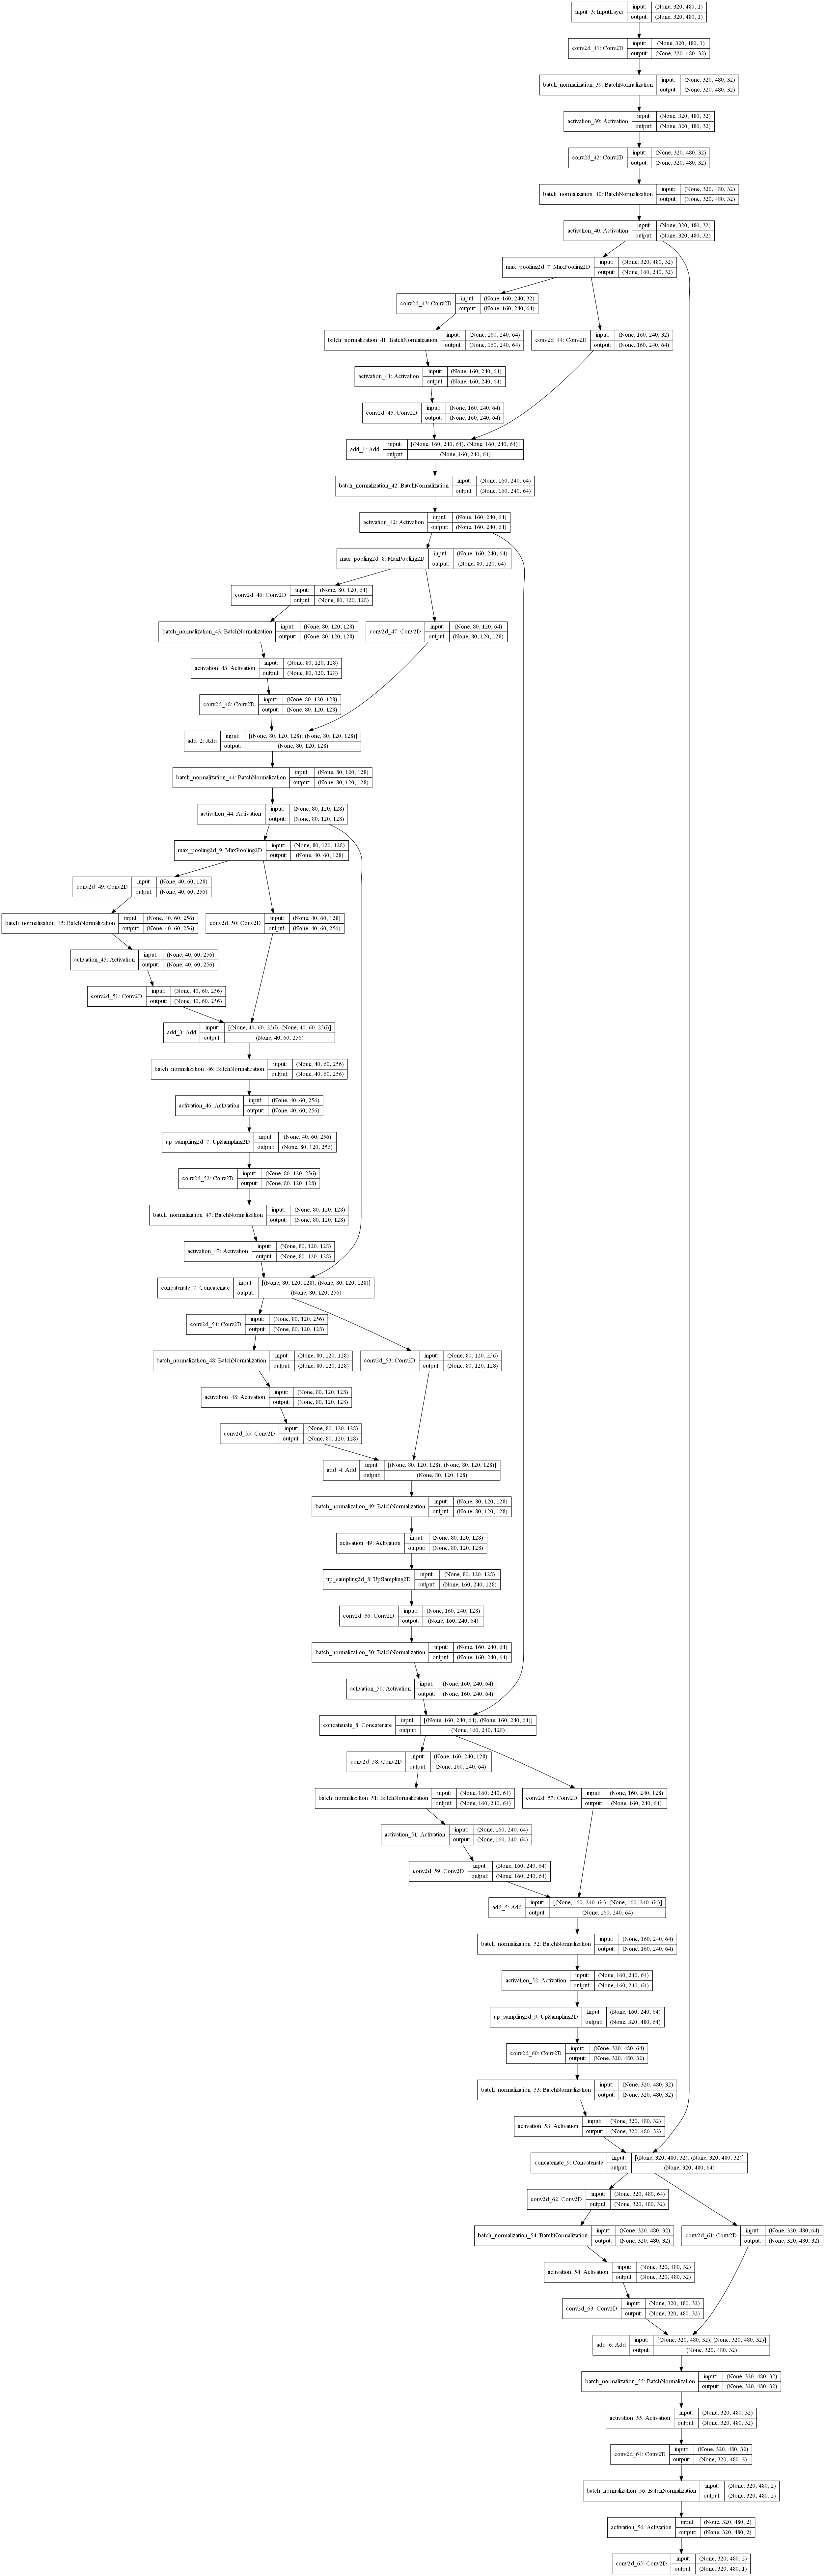 input_3: InputLayer input: (None, 320, 480, 1)
output: (None, 320, 480, 1)
conv2d_41: Conv2D input: (None, 320, 480, 1)
output: (None, 320, 480, 32)
batch_normalization_39: BatchNormalization input: (None, 320, 480, 32)
output: (None, 320, 480, 32)
activation_39: Activation input: (None, 320, 480, 32)
output: (None, 320, 480, 32)
conv2d_42: Conv2D input: (None, 320, 480, 32)
output: (None, 320, 480, 32)
batch_normalization_40: BatchNormalization input: (None, 320, 480, 32)
output: (None, 320, 480, 32)
activation_40: Activation input: (None, 320, 480, 32)
output: (None, 320, 480, 32)
max_pooling2d_7: MaxPooling2D input: (None, 320, 480, 32)
output: (None, 160, 240, 32)
conv2d_43: Conv2D input: (None, 160, 240, 32)
output: (None, 160, 240, 64)
batch_normalization_41: BatchNormalization input: (None, 160, 240, 64)
output: (None, 160, 240, 64)
conv2d_44: Conv2D input: (None, 160, 240, 32)
output: (None, 160, 240, 64)
activation_41: Activation input: (None, 160, 240, 64)
output: (None, 160, 240, 64)
conv2d_45: Conv2D input: (None, 160, 240, 64)
output: (None, 160, 240, 64)
add_1: Add input: [(None, 160, 240, 64), (None, 160, 240, 64)]
output: (None, 160, 240, 64)
batch_normalization_42: BatchNormalization input: (None, 160, 240, 64)
output: (None, 160, 240, 64)
activation_42: Activation input: (None, 160, 240, 64)
output: (None, 160, 240, 64)
max_pooling2d_8: MaxPooling2D input: (None, 160, 240, 64)
output: (None, 80, 120, 64)
conv2d_46: Conv2D input: (None, 80, 120, 64)
output: (None, 80, 120, 128)
batch_normalization_43: BatchNormalization input: (None, 80, 120, 128)
output: (None, 80, 120, 128)
conv2d_47: Conv2D input: (None, 80, 120, 64)
output: (None, 80, 120, 128)
activation_43: Activation input: (None, 80, 120, 128)
output: (None, 80, 120, 128)
conv2d_48: Conv2D input: (None, 80, 120, 128)
output: (None, 80, 120, 128)
add_2: Add input: [(None, 80, 120, 128), (None, 80, 120, 128)]
output: (None, 80, 120, 128)
batch_normalization_44: BatchNormalization input: (None, 80, 120, 128)
output: (None, 80, 120, 128)
activation_44: Activation input: (None, 80, 120, 128)
output: (None, 80, 120, 128)
max_pooling2d_9: MaxPooling2D input: (None, 80, 120, 128)
output: (None, 40, 60, 128)
conv2d_49: Conv2D input: (None, 40, 60, 128)
output: (None, 40, 60, 256)
batch_normalization_45: BatchNormalization input: (None, 40, 60, 256)
output: (None, 40, 60, 256)
conv2d_50: Conv2D input: (None, 40, 60, 128)
output: (None, 40, 60, 256)
activation_45: Activation input: (None, 40, 60, 256)
output: (None, 40, 60, 256)
conv2d_51: Conv2D input: (None, 40, 60, 256)
output: (None, 40, 60, 256)
add_3: Add input: [(None, 40, 60, 256), (None, 40, 60, 256)]
output: (None, 40, 60, 256)
batch_normalization_46: BatchNormalization input: (None, 40, 60, 256)
output: (None, 40, 60, 256)
activation_46: Activation input: (None, 40, 60, 256)
output: (None, 40, 60, 256)
up_sampling2d_7: UpSampling2D input: (None, 40, 60, 256)
output: (None, 80, 120, 256)
conv2d_52: Conv2D input: (None, 80, 120, 256)
output: (None, 80, 120, 128)
batch_normalization_47: BatchNormalization input: (None, 80, 120, 128)
output: (None, 80, 120, 128)
activation_47: Activation input: (None, 80, 120, 128)
output: (None, 80, 120, 128)
concatenate_7: Concatenate input: [(None, 80, 120, 128), (None, 80, 120, 128)]
output: (None, 80, 120, 256)
conv2d_54: Conv2D input: (None, 80, 120, 256)
output: (None, 80, 120, 128)
batch_normalization_48: BatchNormalization input: (None, 80, 120, 128)
output: (None, 80, 120, 128)
conv2d_53: Conv2D input: (None, 80, 120, 256)
output: (None, 80, 120, 128)
activation_48: Activation input: (None, 80, 120, 128)
output: (None, 80, 120, 128)
conv2d_55: Conv2D input: (None, 80, 120, 128)
output: (None, 80, 120, 128)
add_4: Add input: [(None, 80, 120, 128), (None, 80, 120, 128)]
output: (None, 80, 120, 128)
batch_normalization_49: BatchNormalization input: (None, 80, 120, 128)
output: (None, 80, 120, 128)
activation_49: Activation input: (None, 80, 120, 128)
output: (None, 80, 120, 128)
up_sampling2d_8: UpSampling2D input: (None, 80, 120, 128)
output: (None, 160, 240, 128)
conv2d_56: Conv2D input: (None, 160, 240, 128)
output: (None, 160, 240, 64)
batch_normalization_50: BatchNormalization input: (None, 160, 240, 64)
output: (None, 160, 240, 64)
activation_50: Activation input: (None, 160, 240, 64)
output: (None, 160, 240, 64)
concatenate_8: Concatenate input: [(None, 160, 240, 64), (None, 160, 240, 64)]
output: (None, 160, 240, 128)
conv2d_58: Conv2D input: (None, 160, 240, 128)
output: (None, 160, 240, 64)
batch_normalization_51: BatchNormalization input: (None, 160, 240, 64)
output: (None, 160, 240, 64)
conv2d_57: Conv2D input: (None, 160, 240, 128)
output: (None, 160, 240, 64)
activation_51: Activation input: (None, 160, 240, 64)
output: (None, 160, 240, 64)
conv2d_59: Conv2D input: (None, 160, 240, 64)
output: (None, 160, 240, 64)
add_5: Add input: [(None, 160, 240, 64), (None, 160, 240, 64)]
output: (None, 160, 240, 64)
batch_normalization_52: BatchNormalization input: (None, 160, 240, 64)
output: (None, 160, 240, 64)
activation_52: Activation input: (None, 160, 240, 64)
output: (None, 160, 240, 64)
up_sampling2d_9: UpSampling2D input: (None, 160, 240, 64)
output: (None, 320, 480, 64)
conv2d_60: Conv2D input: (None, 320, 480, 64)
output: (None, 320, 480, 32)
batch_normalization_53: BatchNormalization input: (None, 320, 480, 32)
output: (None, 320, 480, 32)
activation_53: Activation input: (None, 320, 480, 32)
output: (None, 320, 480, 32)
concatenate_9: Concatenate input: [(None, 320, 480, 32), (None, 320, 480, 32)]
output: (None, 320, 480, 64)
conv2d_62: Conv2D input: (None, 320, 480, 64)
output: (None, 320, 480, 32)
batch_normalization_54: BatchNormalization input: (None, 320, 480, 32)
output: (None, 320, 480, 32)
conv2d_61: Conv2D input: (None, 320, 480, 64)
output: (None, 320, 480, 32)
activation_54: Activation input: (None, 320, 480, 32)
output: (None, 320, 480, 32)
conv2d_63: Conv2D input: (None, 320, 480, 32)
output: (None, 320, 480, 32)
add_6: Add input: [(None, 320, 480, 32), (None, 320, 480, 32)]
output: (None, 320, 480, 32)
batch_normalization_55: BatchNormalization input: (None, 320, 480, 32)
output: (None, 320, 480, 32)
activation_55: Activation input: (None, 320, 480, 32)
output: (None, 320, 480, 32)
conv2d_64: Conv2D input: (None, 320, 480, 32)
output: (None, 320, 480, 2)
batch_normalization_56: BatchNormalization input: (None, 320, 480, 2)
output: (None, 320, 480, 2)
activation_56: Activation input: (None, 320, 480, 2)
output: (None, 320, 480, 2)
conv2d_65: Conv2D input: (None, 320, 480, 2)
output: (None, 320, 480, 1)